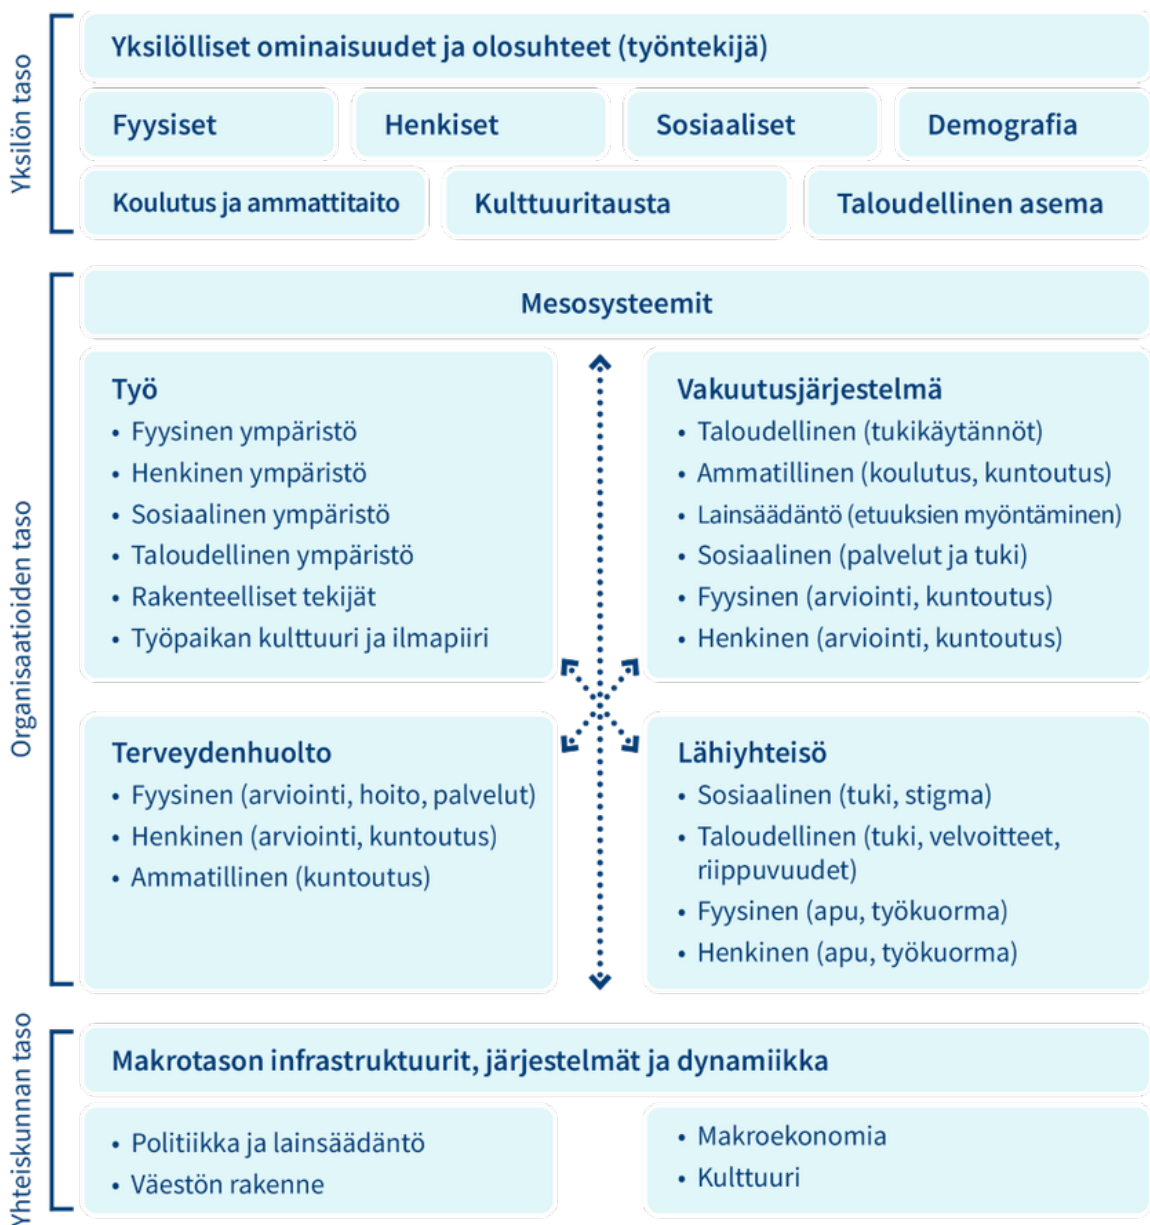 Yksilön taso
Yksilölliset ominaisuudet ja olosuhteet (työntekijä)
Fyysiset
Henkiset
Sosiaaliset
Demografia
Koulutus ja ammattitaito
Kulttuuritausta
Taloudellinen asema
Organisaatioiden taso
Mesosysteemit
Työ
• Fyysinen ympäristö
• Henkinen ympäristö
• Sosiaalinen ympäristö
• Taloudellinen ympäristö
• Rakenteelliset tekijät
• Työpaikan kulttuuri ja ilmapiiri
Vakuutusjärjestelmä
• Taloudellinen (tukikäytännöt)
• Ammatillinen (koulutus, kuntoutus)
• Lainsäädäntö (etuuksien myöntäminen)
• Sosiaalinen (palvelut ja tuki)
• Fyysinen (arviointi, kuntoutus)
• Henkinen (arviointi, kuntoutus)
Terveydenhuolto
• Fyysinen (arviointi, hoito, palvelut)
• Henkinen (arviointi, kuntoutus)
• Ammatillinen (kuntoutus)
Lähiyhteisö
• Sosiaalinen (tuki, stigma)
• Taloudellinen (tuki, velvoitteet,
riippuvuudet)
• Fyysinen (apu, työkuorma)
• Henkinen (apu, työkuorma)
Yhteiskunnan taso
Makrotason infrastruktuurit, järjestelmät ja dynamiikka
• Politiikka ja lainsäädäntö
• Väestön rakenne
• Makroekonomia
• Kulttuuri